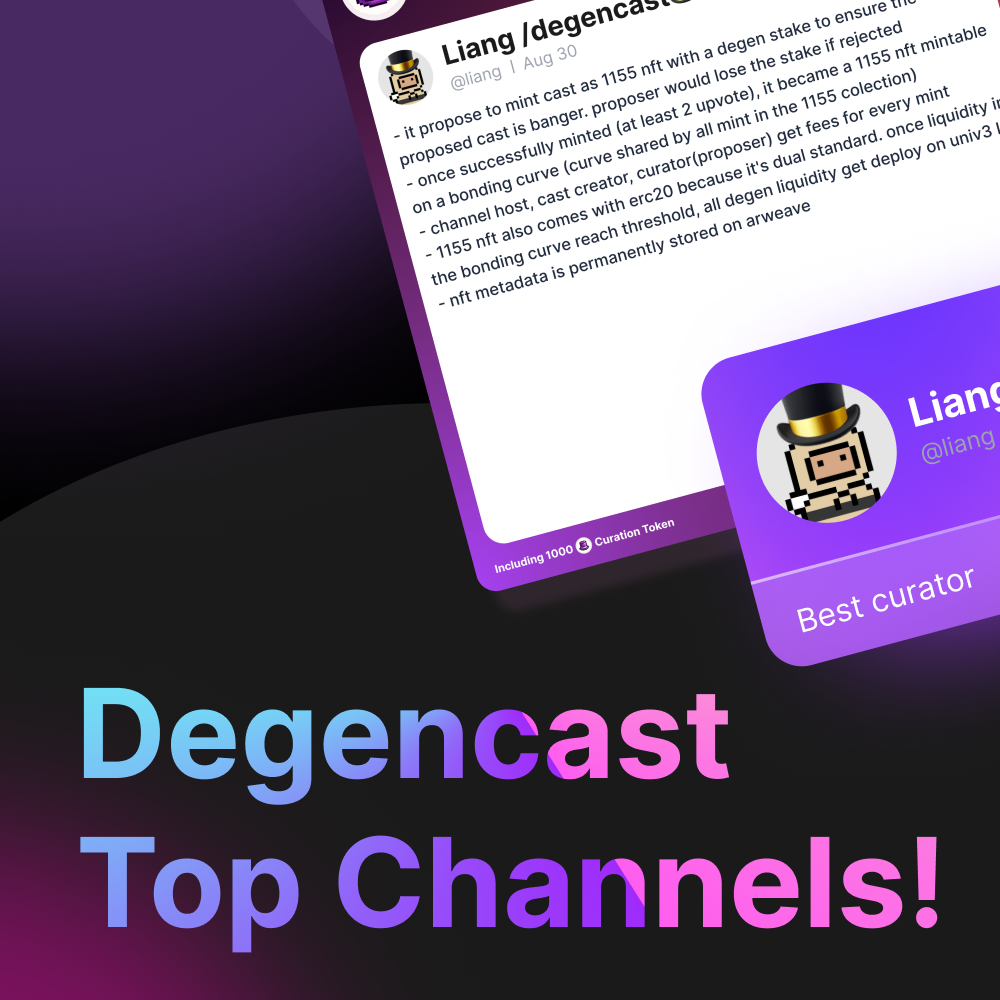 Liang /degencast
@liang | Aug 30
- it propose to mint cast as 1155 nft with a degen stake to ensure the
proposed cast is banger. proposer would lose the stake if rejected
- once successfully minted (at least 2 upvote), it became a 1155 nft mintable
on a bonding curve (curve shared by all mint in the 1155 colection)
- channel host, cast creator, curator(proposer) get fees for every mint
- 1155 nft also comes with erc20 because it's dual standard. once liquidity in
the bonding curve reach threshold, all degen liquidity get deploy on univ3
- nft metadata is permanently stored on arweave
Including 1000 Curation Token
Liang
@liang
Best curator
Degencast
Top Channels!